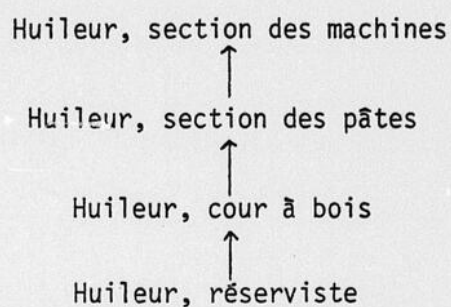 Huileur, section des machines
Huileur, section des pâtes
Huileur, cour à bois
Huileur, réserviste